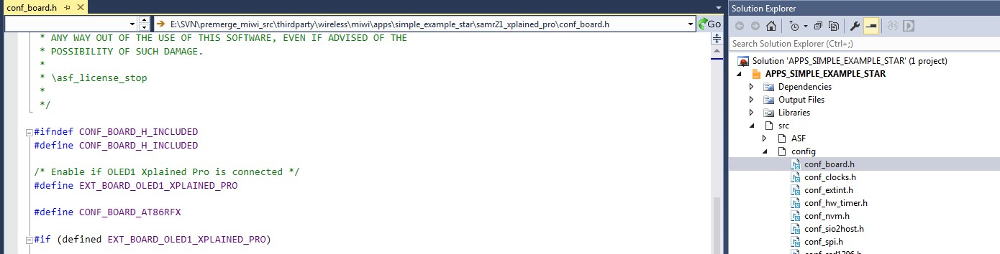 conf_board.h
E:\SVN\premerge_miwi_src\thirdparty\wireless\miwi\apps\simple_example_star\samr21_xplained_pro\conf_board.h
Go
* ANY WAY OUT OF THE USE OF THIS SOFTWARE, EVEN IF ADVISED OF THE
* POSSIBILITY OF SUCH DAMAGE.
*
* \asf_license_stop
*
*/
#ifndef CONF_BOARD_H_INCLUDED
#define CONF_BOARD_H_INCLUDED
/* Enable if OLED1 Xplained Pro is connected */
#define EXT_BOARD_OLED1_XPLAINED_PRO
#define CONF_BOARD_AT86RFX
#if (defined EXT_BOARD_OLED1_XPLAINED_PRO)
Solution Explorer
Search Solution Explorer (Ctrl+;)
Solution 'APPS_SIMPLE_EXAMPLE_STAR' (1 project)
APPS_SIMPLE_EXAMPLE_STAR
Dependencies
Output Files
Libraries
src
ASF
config
conf_board.h
conf_clocks.h
conf_extint.h
conf_hw_timer.h
conf_nvm.h
conf_sio2host.h
conf_spi.h